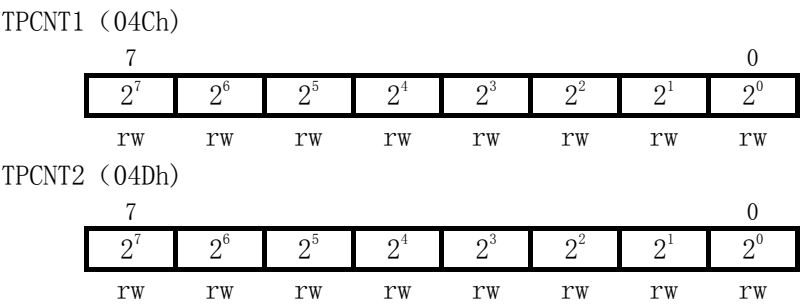 TPCNT1 (04Ch)
7 0
2⁷ 2⁶ 2⁵ 2⁴ 2³ 2² 2¹ 2⁰
rw rw rw rw rw rw rw rw
TPCNT2 (04Dh)
7 0
2⁷ 2⁶ 2⁵ 2⁴ 2³ 2² 2¹ 2⁰
rw rw rw rw rw rw rw rw